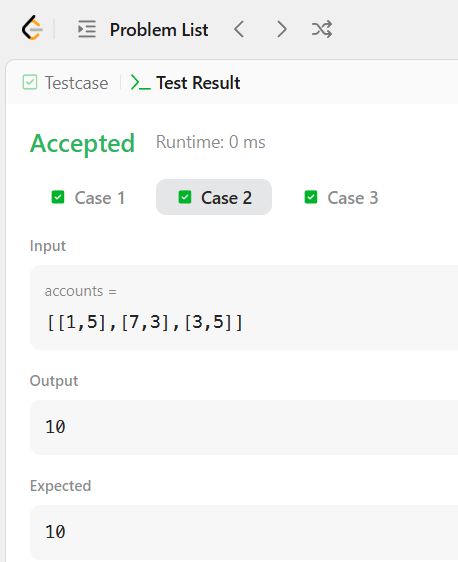 Problem List
Testcase
Test Result
Accepted Runtime: 0 ms
Case 1 Case 2 Case 3
Input
accounts =
[[1,5],[7,3],[3,5]]
Output
10
Expected
10